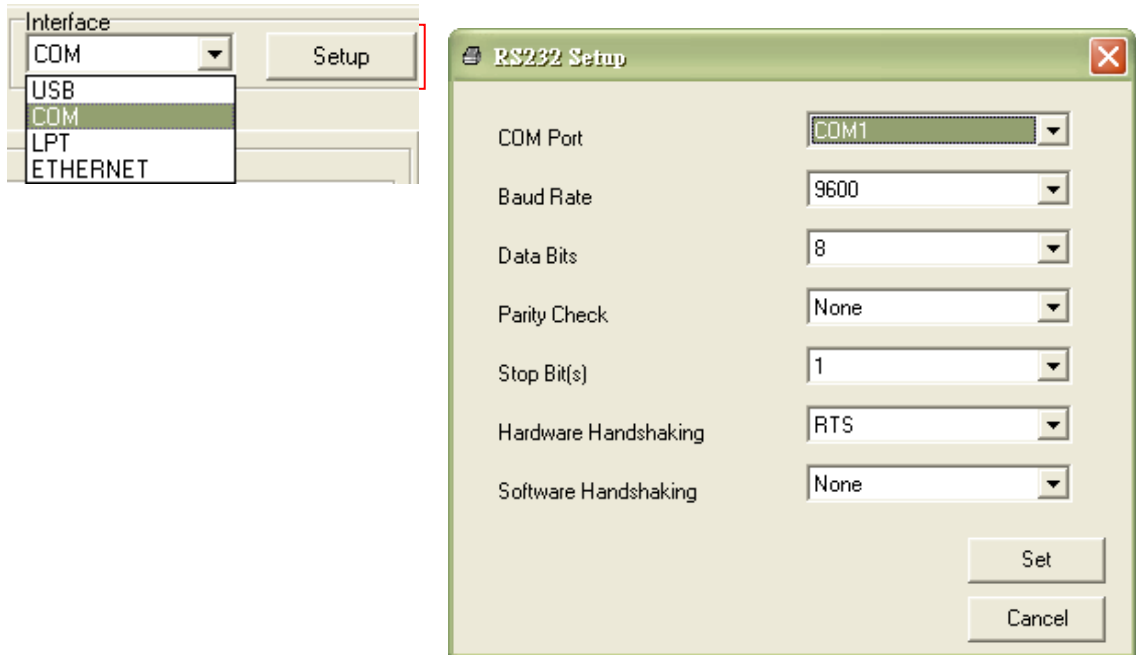 Interface
COM
Setup
USB
COM
LPT
ETHERNET
RS232 Setup
COM Port COM1
Baud Rate 9600
Data Bits 8
Parity Check None
Stop Bit(s) 1
Hardware Handshaking RTS
Software Handshaking None
Set
Cancel